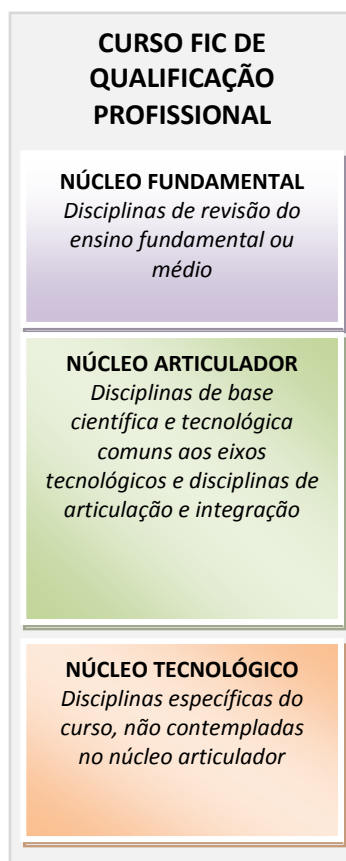 CURSO FIC DE
QUALIFICAÇÃO
PROFISSIONAL
NÚCLEO FUNDAMENTAL
Disciplinas de revisão do
ensino fundamental ou
médio
NÚCLEO ARTICULADOR
Disciplinas de base
científica e tecnológica
comuns aos eixos
tecnológicos e disciplinas de
articulação e integração
NÚCLEO TECNOLÓGICO
Disciplinas específicas do
curso, não contempladas
no núcleo articulador